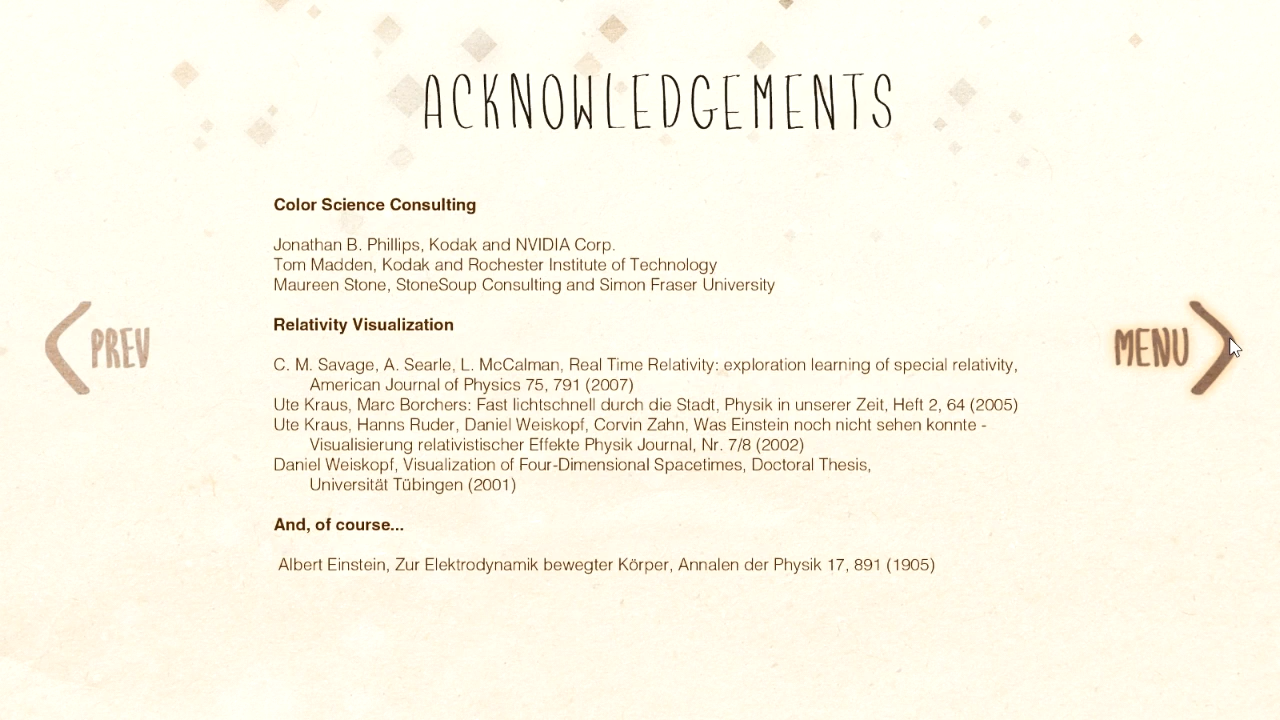 ACKNOWLEDGEMENTS
Color Science Consulting
Jonathan B. Phillips, Kodak and NVIDIA Corp.
Tom Madden, Kodak and Rochester Institute of Technology
Maureen Stone, StoneSoup Consulting and Simon Fraser University
PREV
MENU
Relativity Visualization
C. M. Savage, A. Searle, L. McCalman, Real Time Relativity: exploration learning of special relativity,
American Journal of Physics 75, 791 (2007)
Ute Kraus, Marc Borchers: Fast lichtschnell durch die Stadt, Physik in unserer Zeit, Heft 2, 64 (2005)
Ute Kraus, Hanns Ruder, Daniel Weiskopf, Corvin Zahn, Was Einstein noch nicht sehen konnte -
Visualisierung relativistischer Effekte Physik Journal, Nr. 7/8 (2002)
Daniel Weiskopf, Visualization of Four-Dimensional Spacetimes, Doctoral Thesis,
Universität Tübingen (2001)
And, of course...
Albert Einstein, Zur Elektrodynamik bewegter Körper, Annalen der Physik 17, 891 (1905)